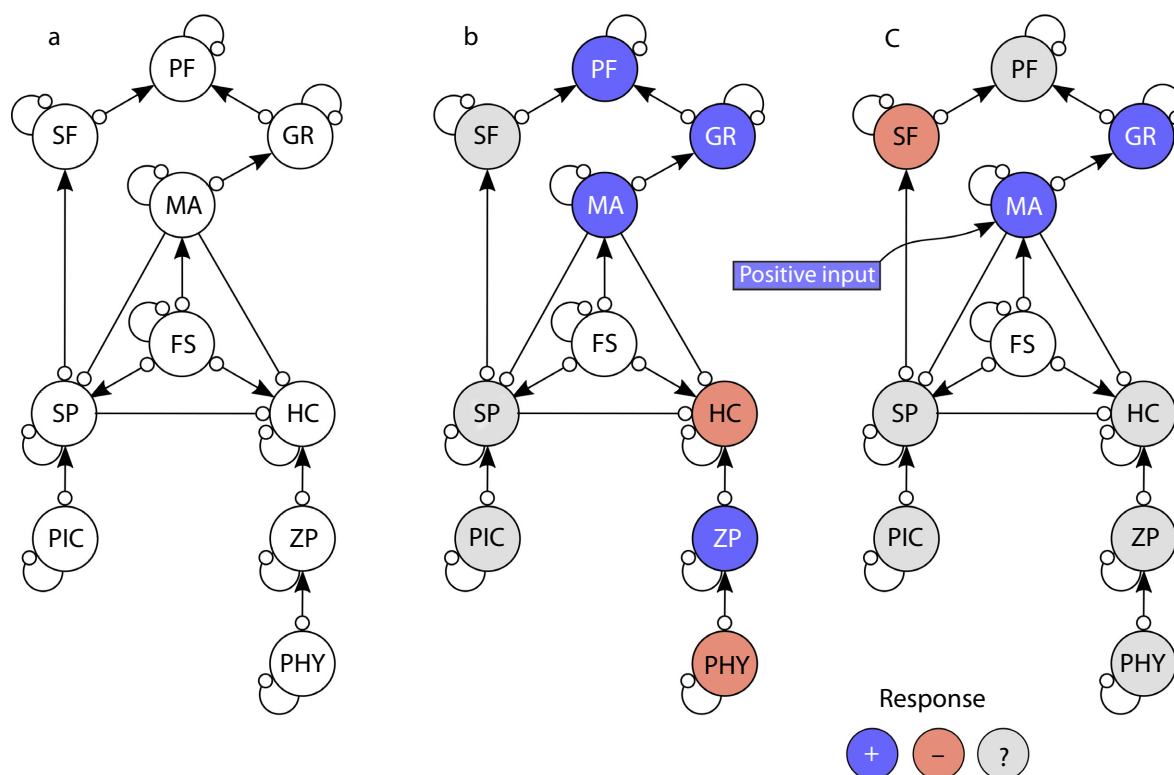 a
PF
SF
GR
MA
FS
SP
HC
PIC
ZP
PHY
b
PF
SF
GR
MA
FS
SP
HC
PIC
ZP
PHY
C
PF
SF
GR
MA
Positive input
FS
SP
HC
PIC
ZP
PHY
Response
+ – ?